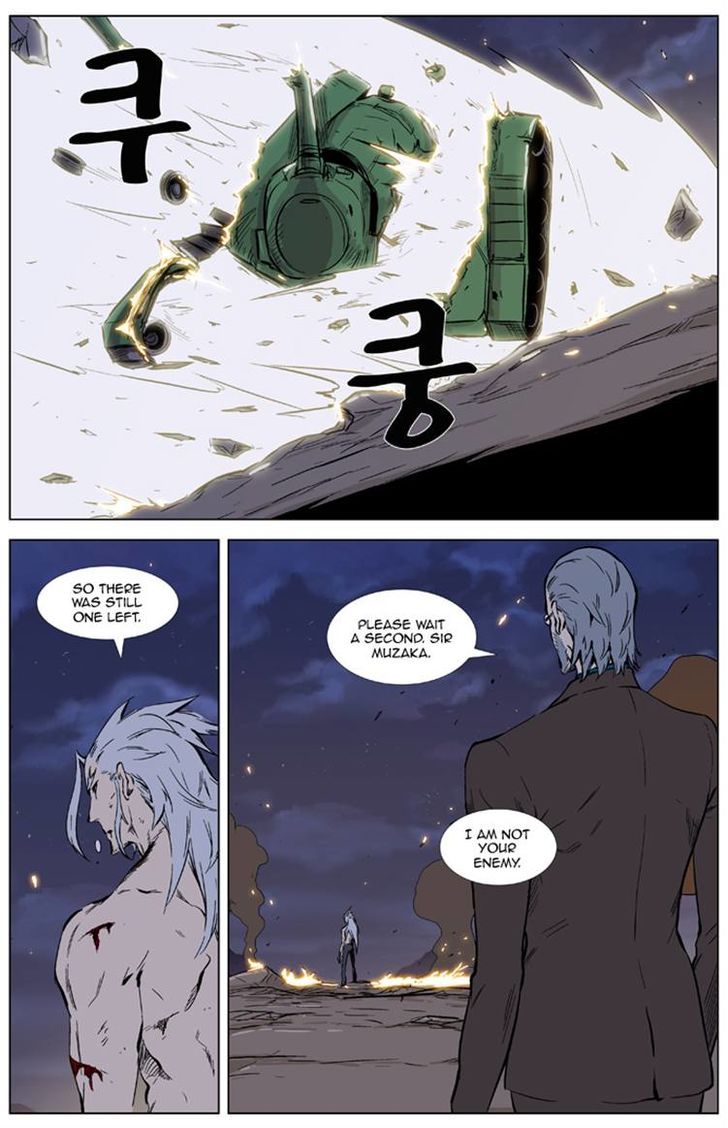 쿠
쿵
SO THERE
WAS STILL
ONE LEFT.
PLEASE WAIT
A SECOND, SIR
MUZAKA.
I AM NOT
YOUR
ENEMY.